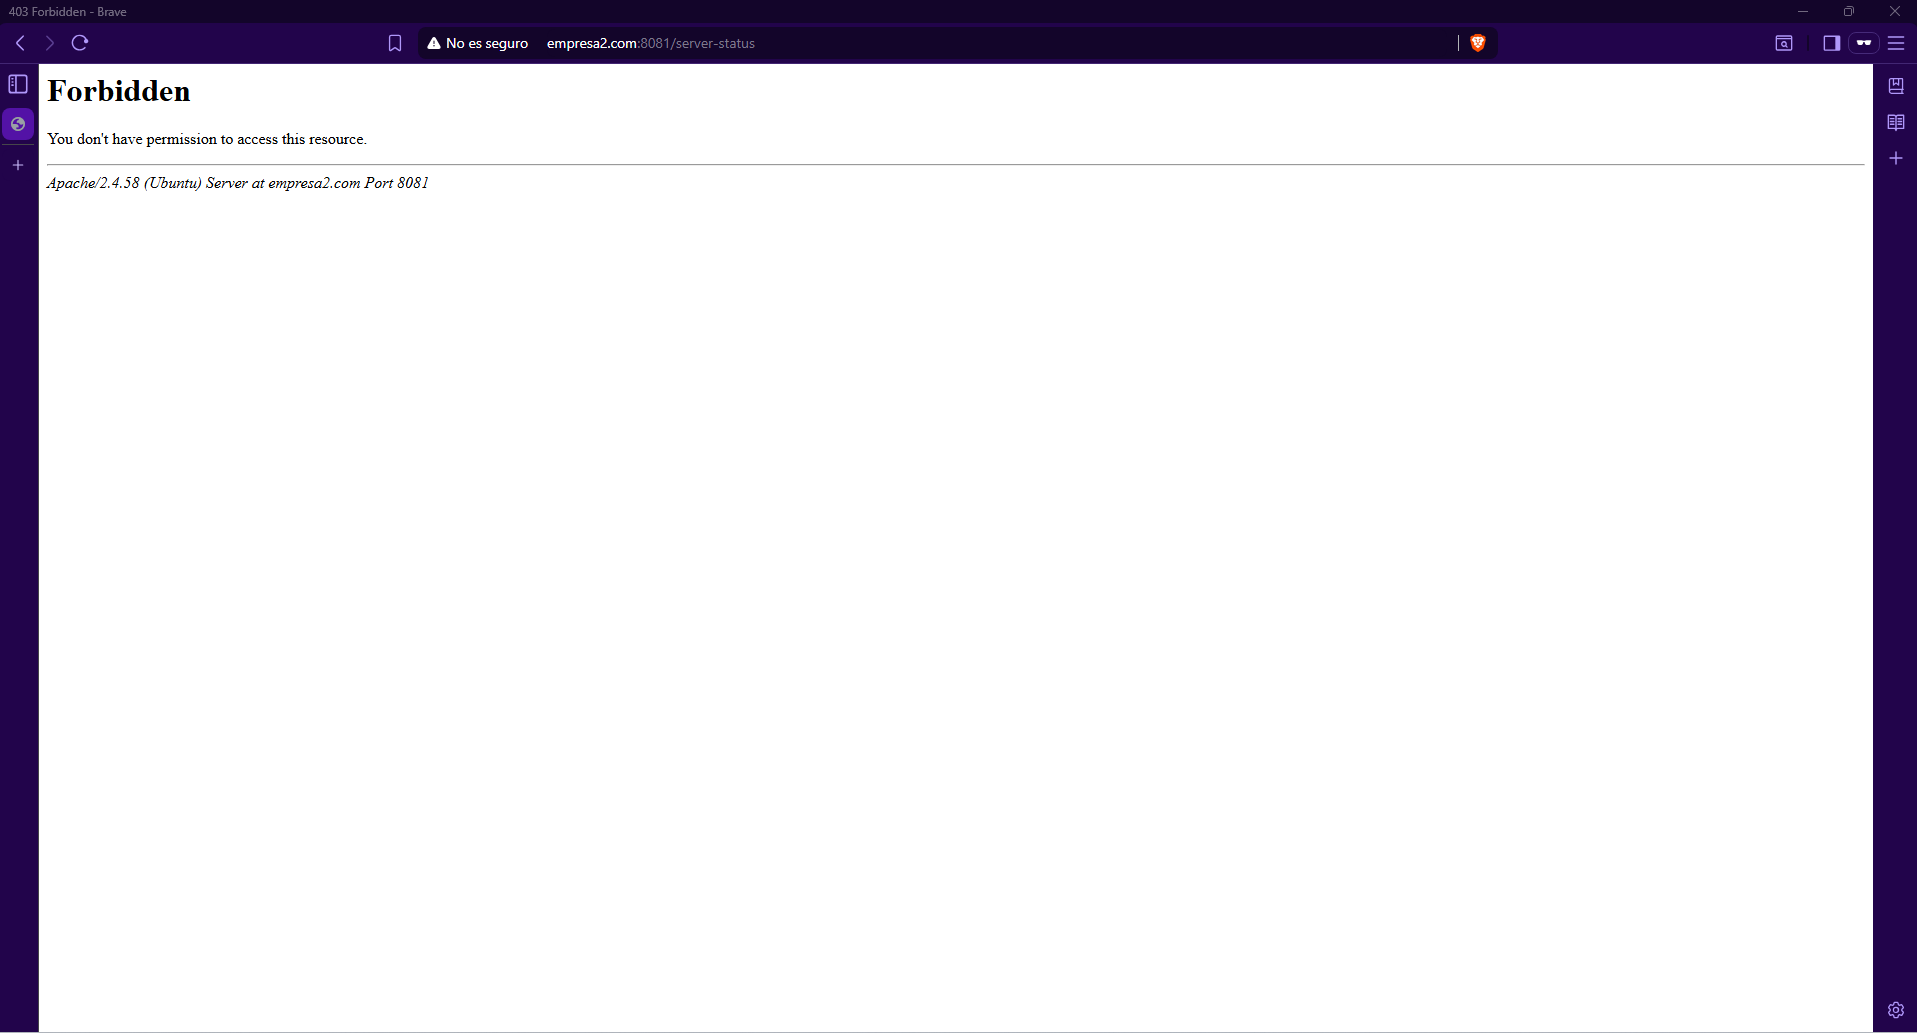 403 Forbidden - Brave
No es seguro empresa2.com:8081/server-status
Forbidden
You don't have permission to access this resource.
Apache/2.4.58 (Ubuntu) Server at empresa2.com Port 8081